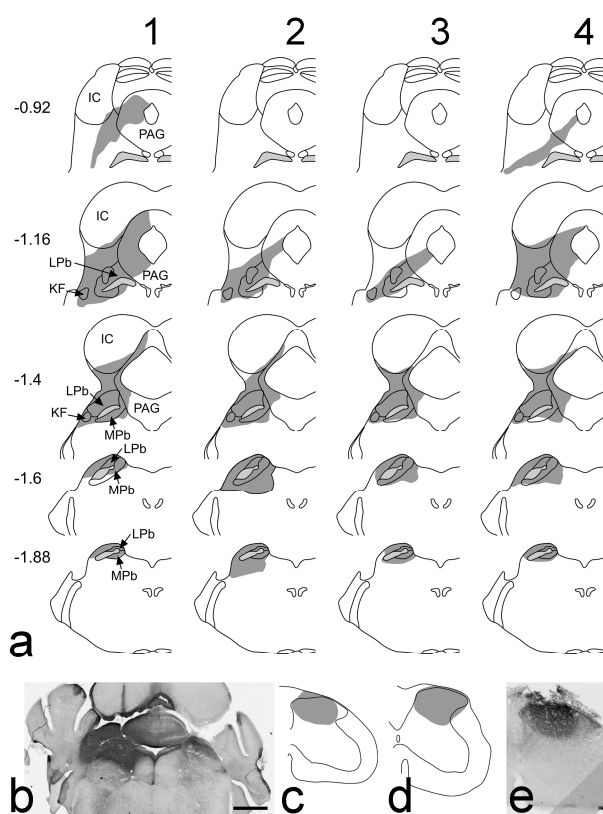 1 2 3 4
-0.92
IC
PAG
-1.16
IC
LPb
PAG
KF
-1.4
IC
LPb
PAG
KF
MPb
LPb
-1.6
MPb
LPb
-1.88
MPb
a
b c d e